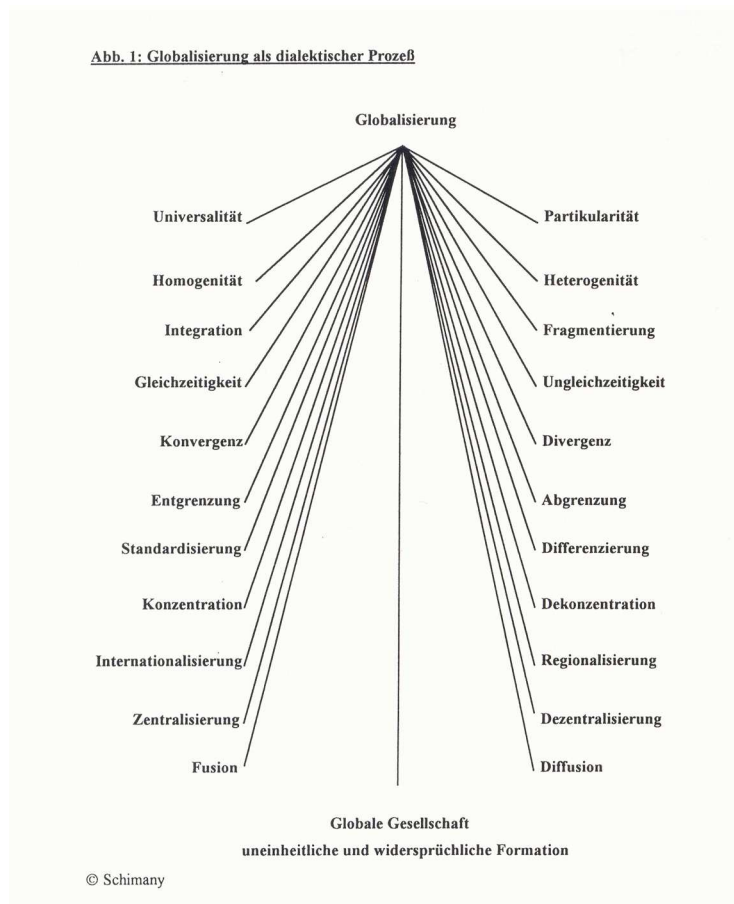 Abb. 1: Globalisierung als dialektischer Prozeß
Globalisierung
Universalität Partikularität
Homogenität Heterogenität
Integration Fragmentierung
Gleichzeitigkeit Ungleichzeitigkeit
Konvergenz Divergenz
Entgrenzung Abgrenzung
Standardisierung Differenzierung
Konzentration Dekonzentration
Internationalisierung Regionalisierung
Zentralisierung Dezentralisierung
Fusion Diffusion
Globale Gesellschaft
uneinheitliche und widersprüchliche Formation
© Schimany